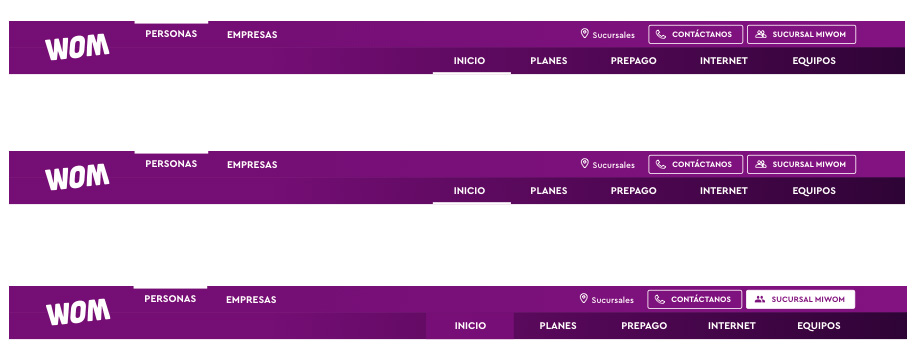 WOM PERSONAS EMPRESAS Sucursales CONTÁCTANOS SUCURSAL MIWOM
INICIO PLANES PREPAGO INTERNET EQUIPOS
WOM PERSONAS EMPRESAS Sucursales CONTÁCTANOS SUCURSAL MIWOM
INICIO PLANES PREPAGO INTERNET EQUIPOS
WOM PERSONAS EMPRESAS Sucursales CONTÁCTANOS SUCURSAL MIWOM
INICIO PLANES PREPAGO INTERNET EQUIPOS